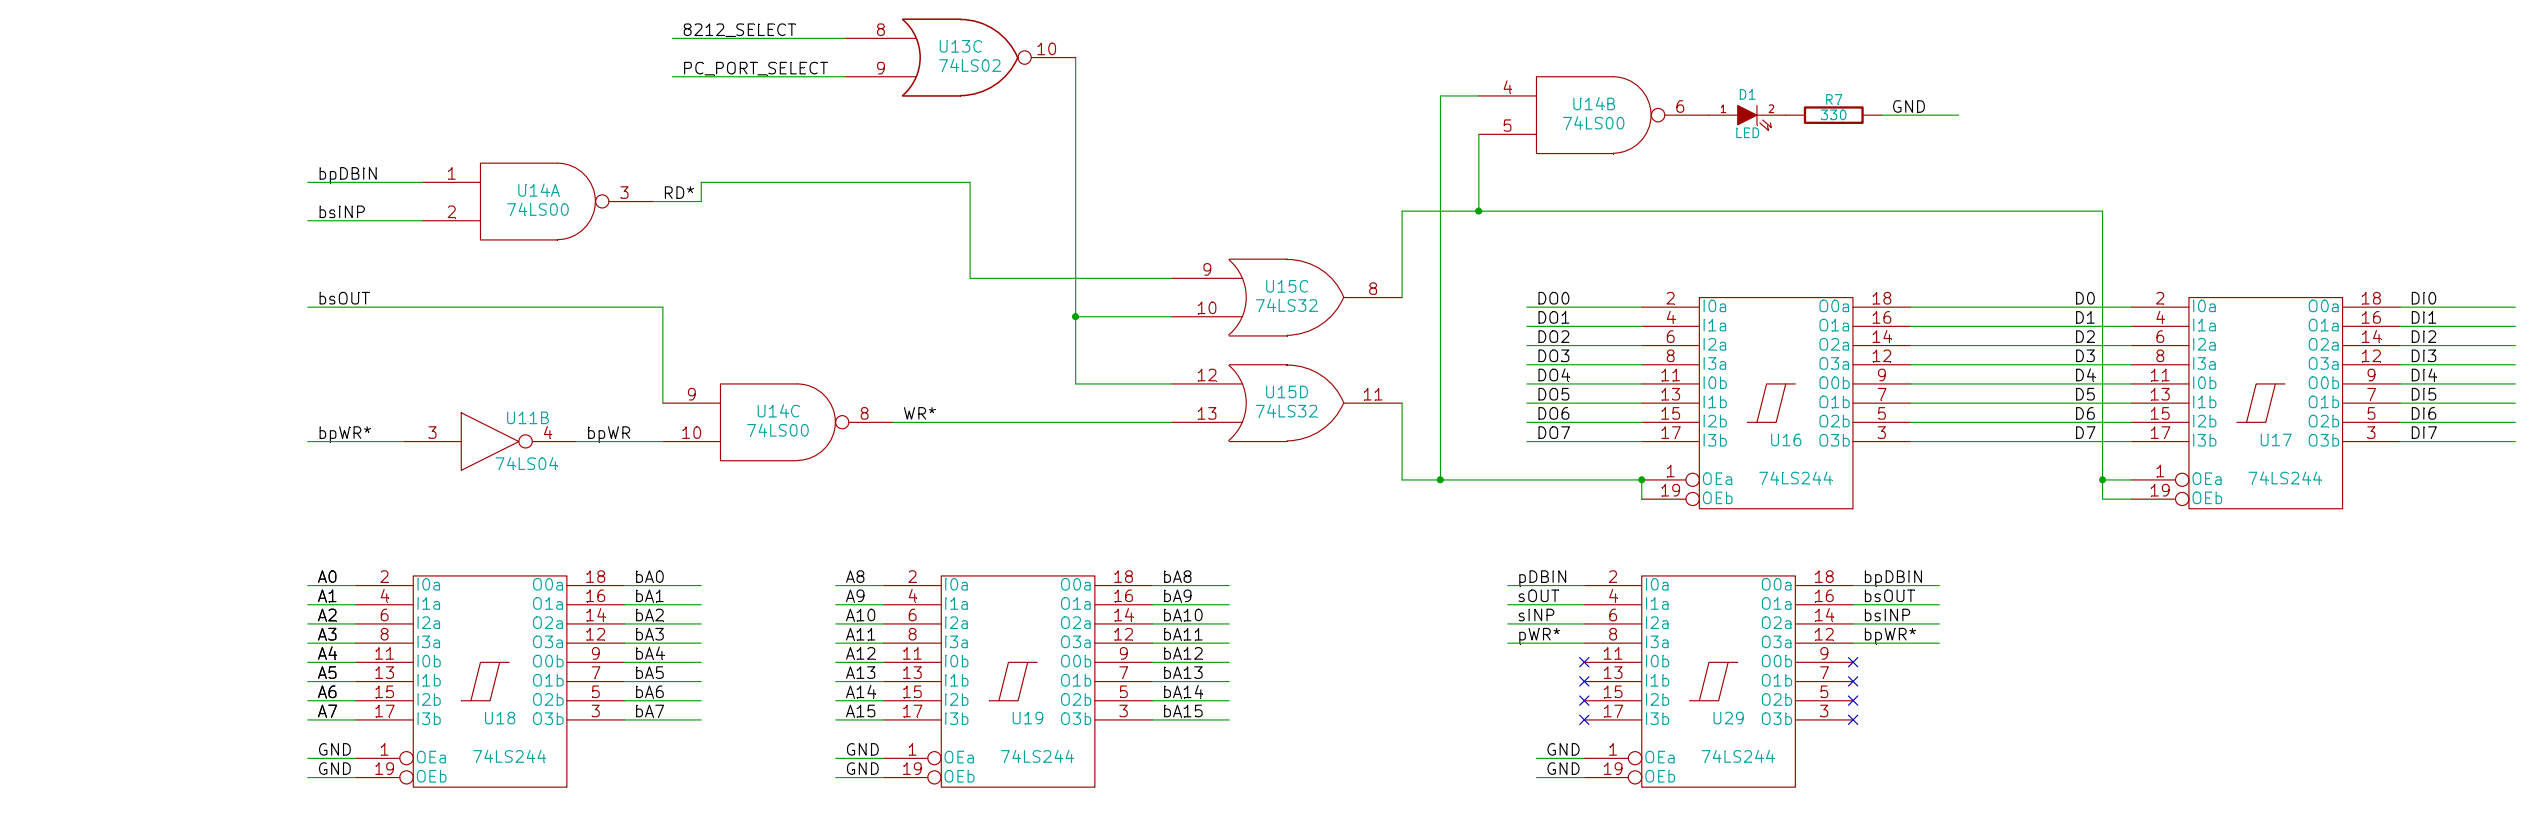 8212_SELECT 8 U13C 10
PC_PORT_SELECT 9 74LS02
4 U14B 6 1 D1 2 R7 GND
5 74LS00 LED 330
bpDBIN 1 U14A 3 RD*
bsINP 2 74LS00
9 U15C 8
10 74LS32
bsOUT
12 U15D 11
13 74LS32
9 U14C 8 WR*
10 74LS00
bpWR* 3 U11B 4 bpWR
74LS04
DO0 2 I0a O0a 18 D0 2 I0a O0a 18 DI0
DO1 4 I1a O1a 16 D1 4 I1a O1a 16 DI1
DO2 6 I2a O2a 14 D2 6 I2a O2a 14 DI2
DO3 8 I3a O3a 12 D3 8 I3a O3a 12 DI3
DO4 11 I0b O0b 9 D4 11 I0b O0b 9 DI4
DO5 13 I1b O1b 7 D5 13 I1b O1b 7 DI5
DO6 15 I2b O2b 5 D6 15 I2b O2b 5 DI6
DO7 17 I3b U16 O3b 3 D7 17 I3b U17 O3b 3 DI7
1 OEa 74LS244 1 OEa 74LS244
19 OEb 19 OEb
A0 2 I0a O0a 18 bA0 A8 2 I0a O0a 18 bA8 pDBIN 2 I0a O0a 18 bpDBIN
A1 4 I1a O1a 16 bA1 A9 4 I1a O1a 16 bA9 sOUT 4 I1a O1a 16 bsOUT
A2 6 I2a O2a 14 bA2 A10 6 I2a O2a 14 bA10 sINP 6 I2a O2a 14 bsINP
A3 8 I3a O3a 12 bA3 A11 8 I3a O3a 12 bA11 pWR* 8 I3a O3a 12 bpWR*
A4 11 I0b O0b 9 bA4 A12 11 I0b O0b 9 bA12 11 I0b O0b 9
A5 13 I1b O1b 7 bA5 A13 13 I1b O1b 7 bA13 13 I1b O1b 7
A6 15 I2b O2b 5 bA6 A14 15 I2b O2b 5 bA14 15 I2b O2b 5
A7 17 I3b U18 O3b 3 bA7 A15 17 I3b U19 O3b 3 bA15 17 I3b U29 O3b 3
GND 1 OEa 74LS244 GND 1 OEa 74LS244 GND 1 OEa 74LS244
GND 19 OEb GND 19 OEb GND 19 OEb